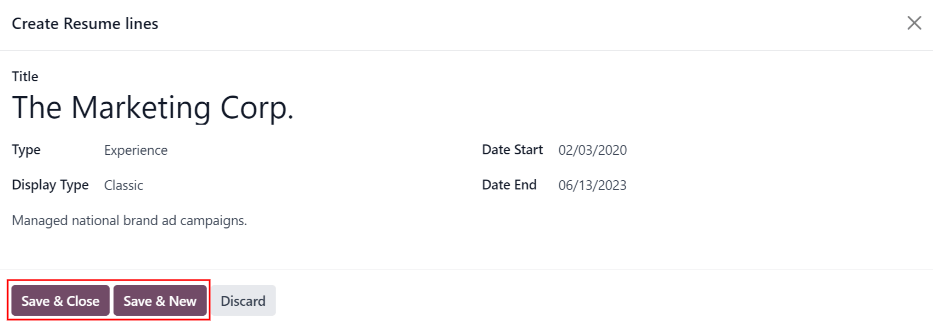 Create Resume lines
Title
The Marketing Corp.
Type Experience Date Start 02/03/2020
Display Type Classic Date End 06/13/2023
Managed national brand ad campaigns.
Save & Close Save & New Discard